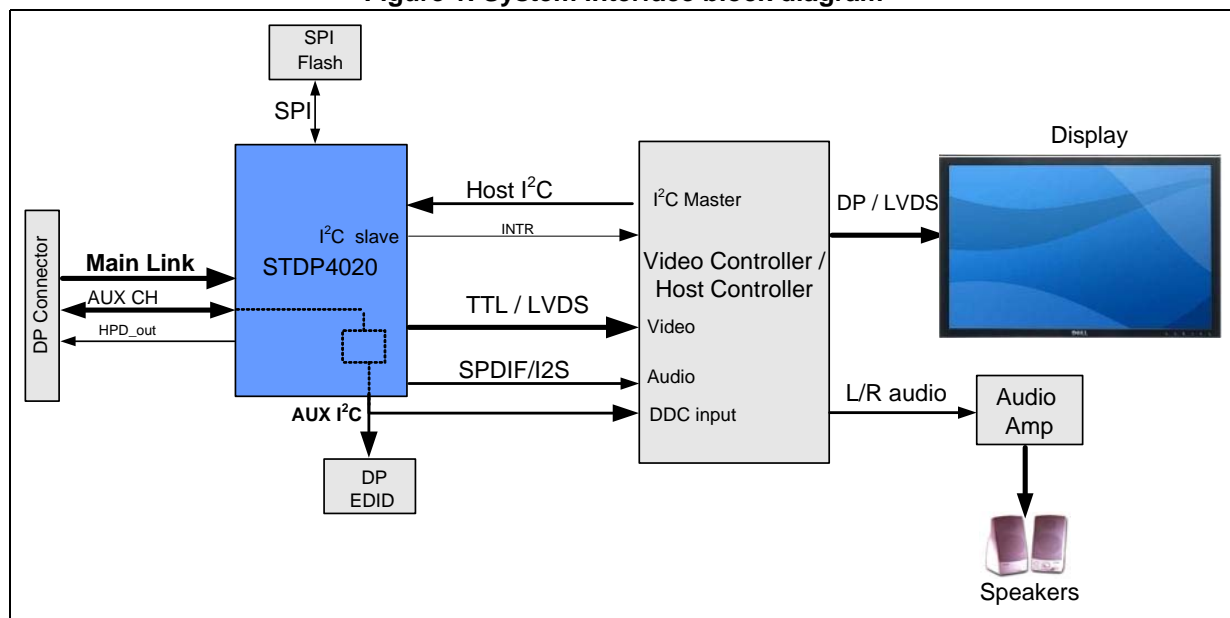 Figure 1. System interface block diagram
SPI
Flash
SPI
Display
Host I²C
I²C Master
DP / LVDS
I²C slave
INTR
STDP4020
Video Controller /
Host Controller
DP Connector
Main Link
AUX CH
HPD_out
TTL / LVDS
Video
SPDIF/I2S
Audio
AUX I²C
DDC input
L/R audio
Audio
Amp
DP
EDID
DELL
Speakers